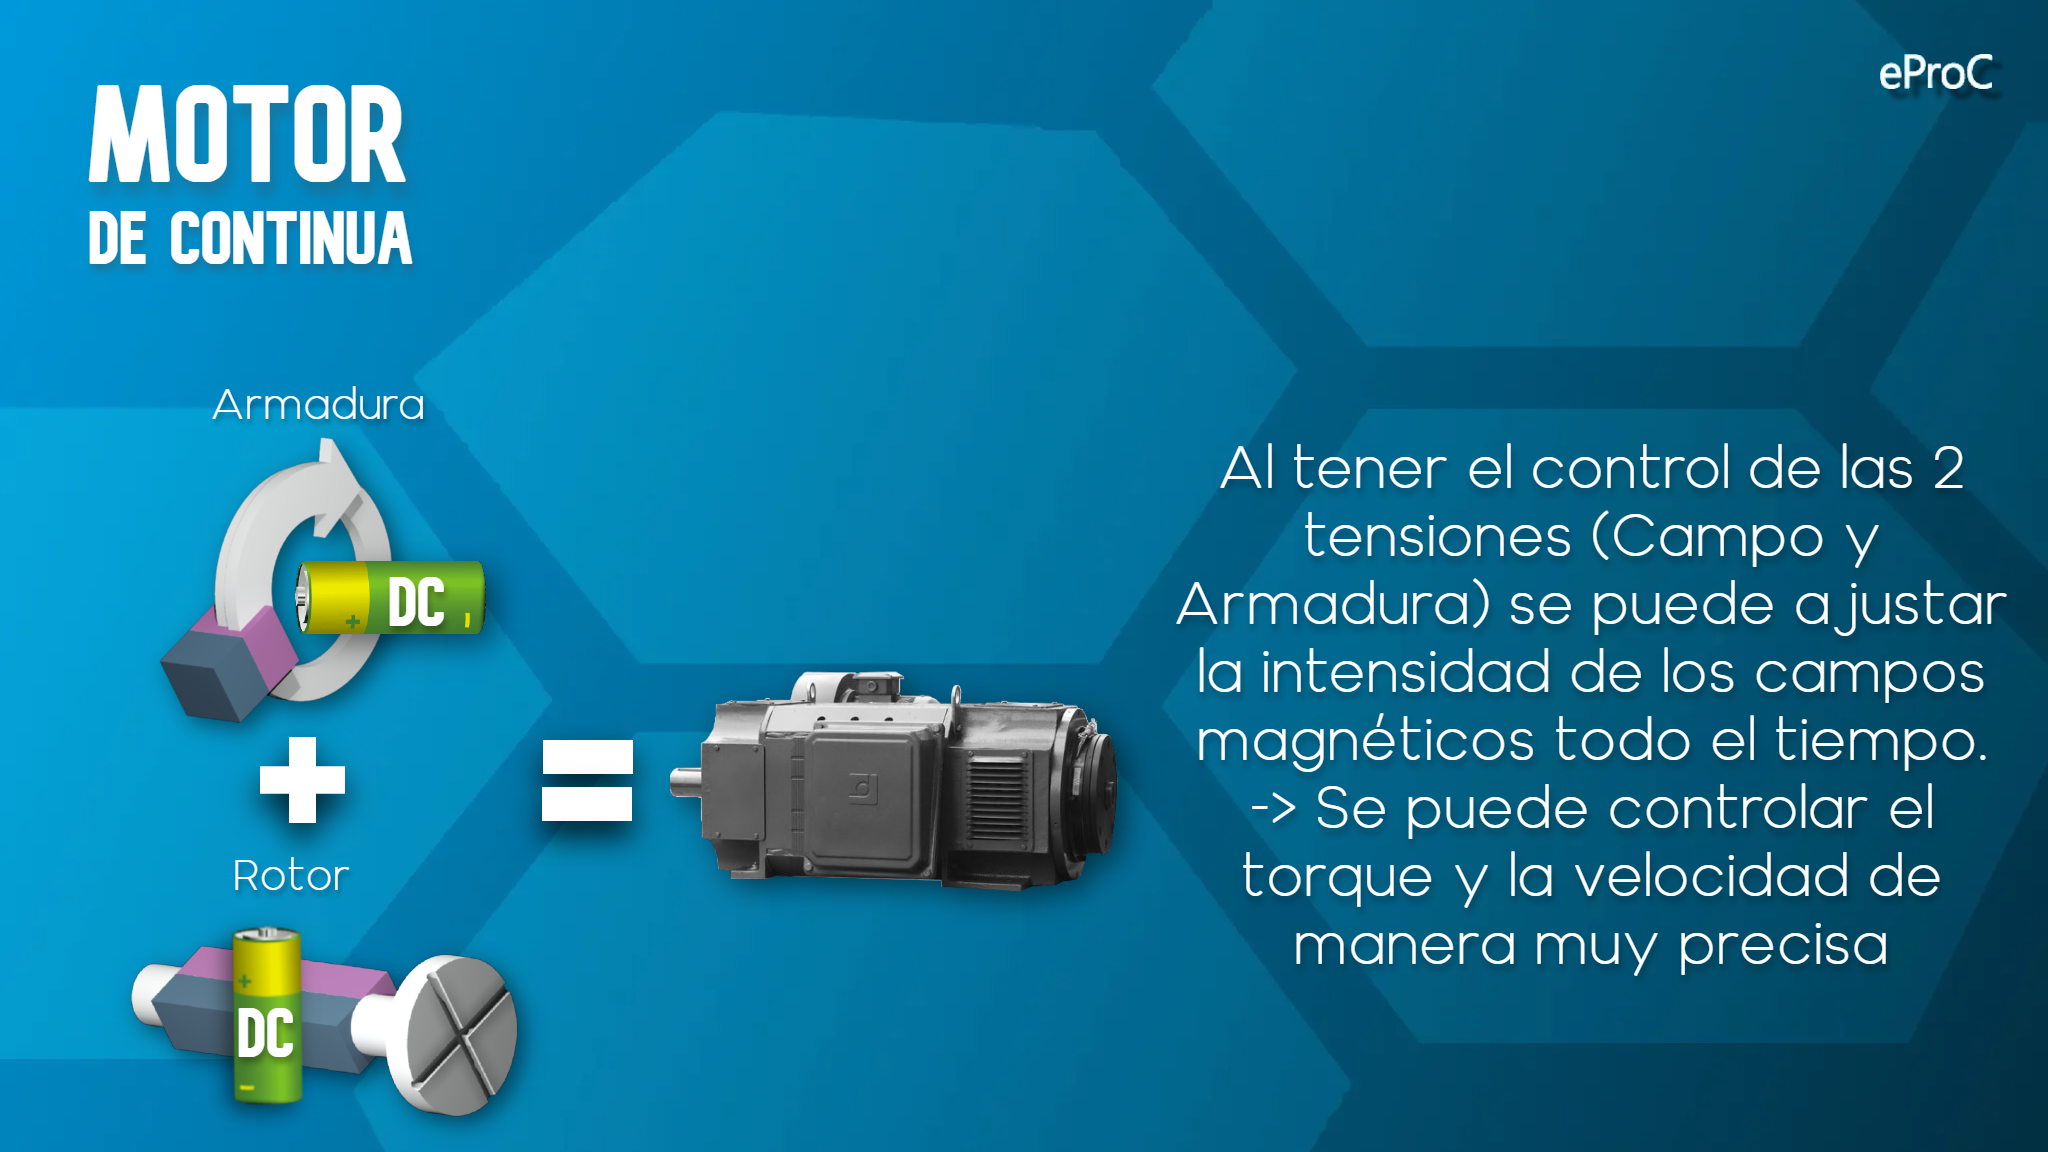 eProC
MOTOR
DE CONTINUA
Armadura
+ DC -
Rotor
+
DC
-
Al tener el control de las 2
tensiones (Campo y
Armadura) se puede ajustar
la intensidad de los campos
magnéticos todo el tiempo.
-> Se puede controlar el
torque y la velocidad de
manera muy precisa